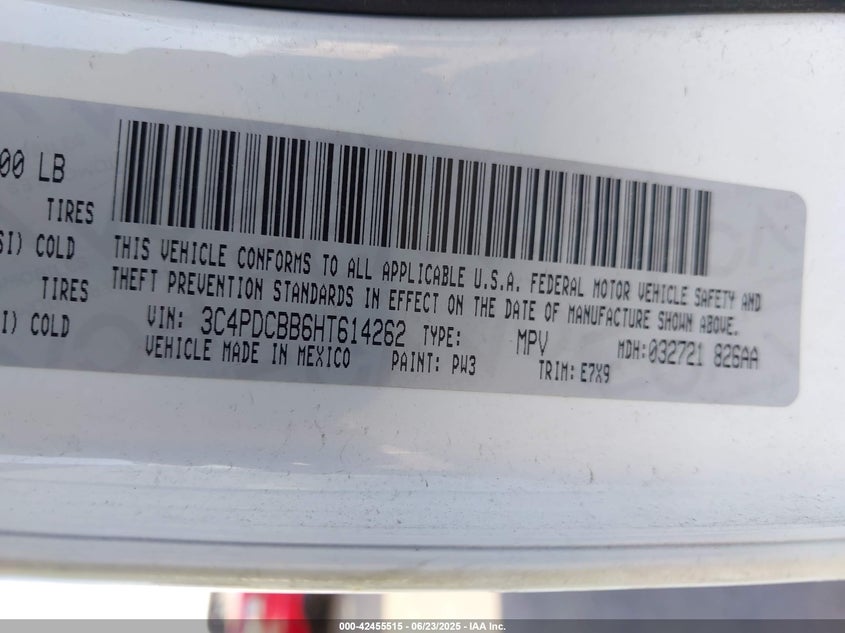 00 LB
TIRES
SI) COLD
TIRES
I) COLD
THIS VEHICLE CONFORMS TO ALL APPLICABLE U.S.A. FEDERAL MOTOR VEHICLE SAFETY AND
THEFT PREVENTION STANDARDS IN EFFECT ON THE DATE OF MANUFACTURE SHOWN ABOVE.
VIN: 3C4PDCBB6HT614262 TYPE: MPV MDH:032721 826AA
VEHICLE MADE IN MEXICO PAINT: PW3 TRIM: E7X9
000-42455515 - 06/23/2025 - IAA Inc.